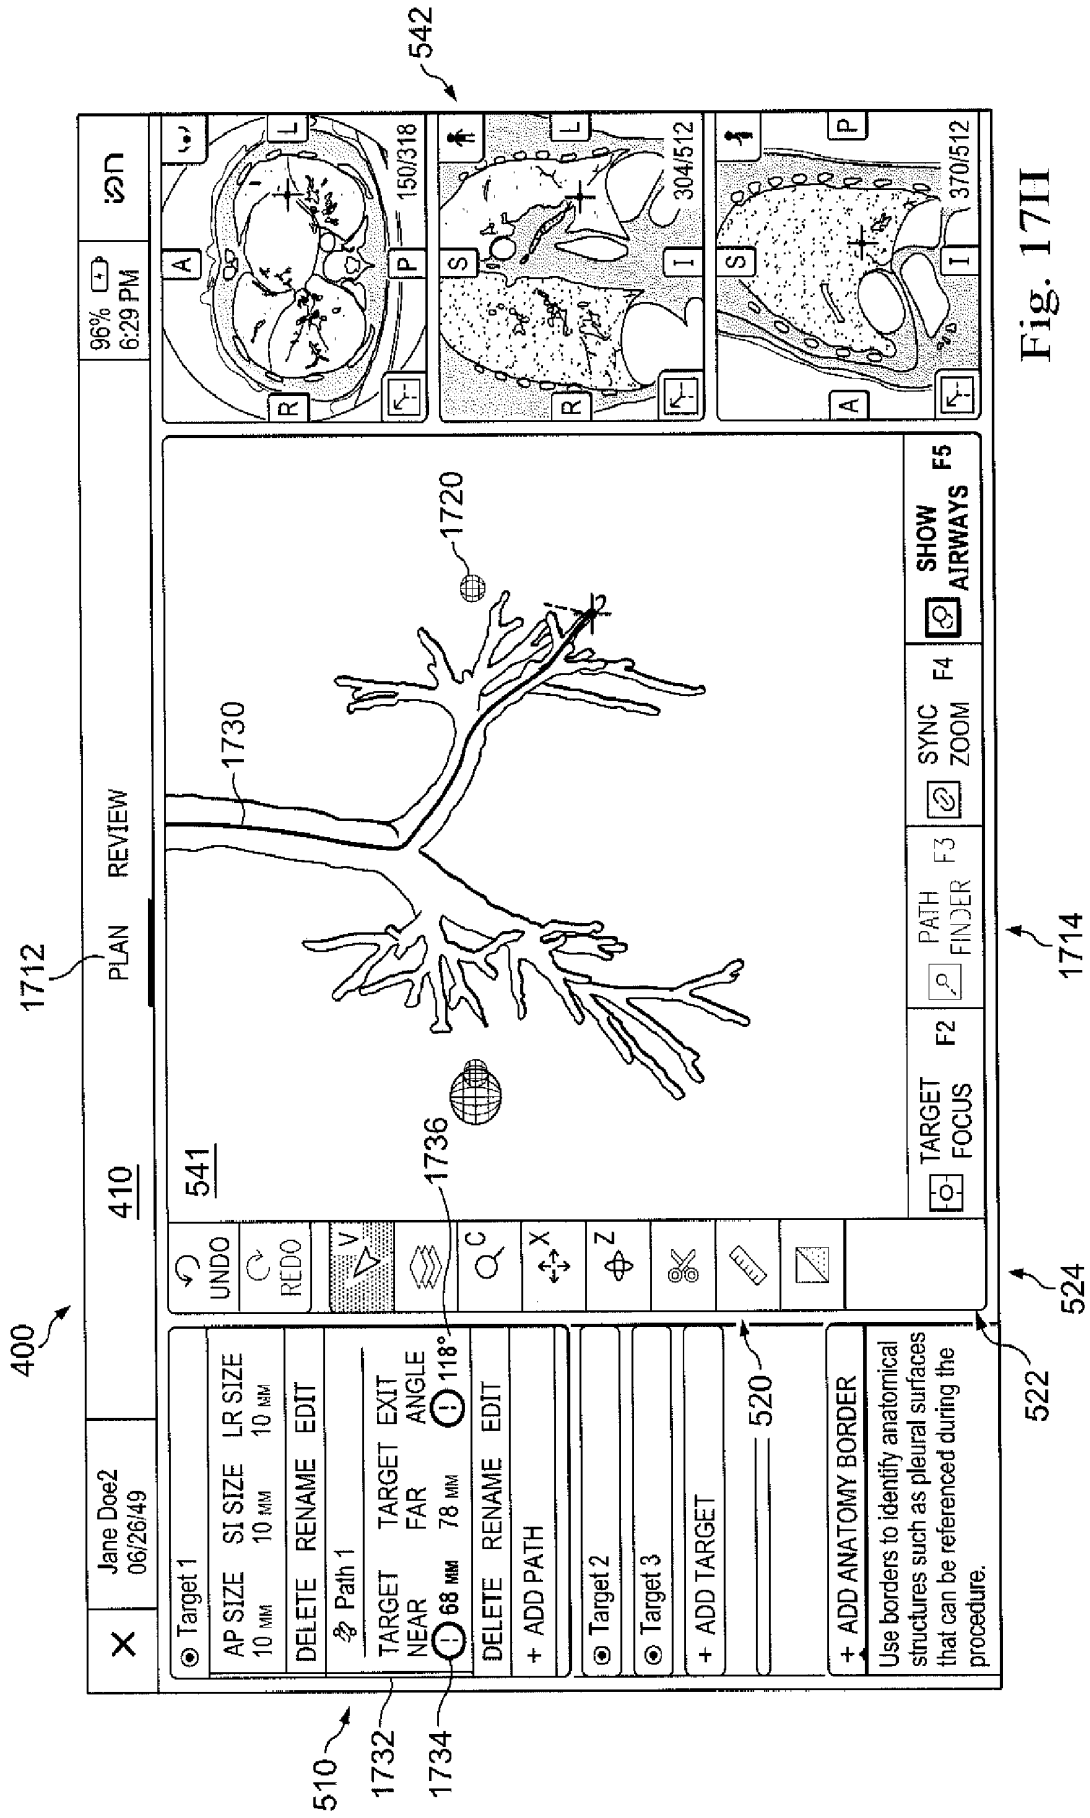 400
1712
542
X
Jane Doe2
06/26/49
410
PLAN
REVIEW
96%
6:29 PM
510
Target 1
AP SIZE SI SIZE LR SIZE
10 MM 10 MM 10 MM
DELETE RENAME EDIT
Path 1
TARGET TARGET EXIT
NEAR FAR ANGLE
68 MM 78 MM 118°
DELETE RENAME EDIT
+ ADD PATH
Target 2
Target 3
+ ADD TARGET
+ ADD ANATOMY BORDER
Use borders to identify anatomical
structures such as pleural surfaces
that can be referenced during the
procedure.
1732
1734
1736
520
522
524
UNDO
REDO
V
C
X
Z
541
1730
1720
TARGET
FOCUS F2
PATH
FINDER F3
SYNC
ZOOM F4
SHOW
AIRWAYS F5
1714
A
R
L
P
150/318
S
R
L
I
304/512
S
A
P
I
370/512
Fig. 17II